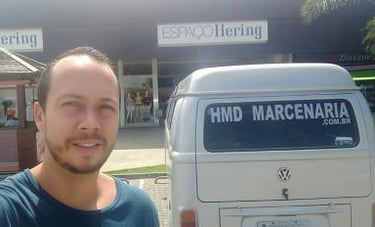 Hering
ESPAÇO Hering
HMD MARCENARIA
.COM.BR